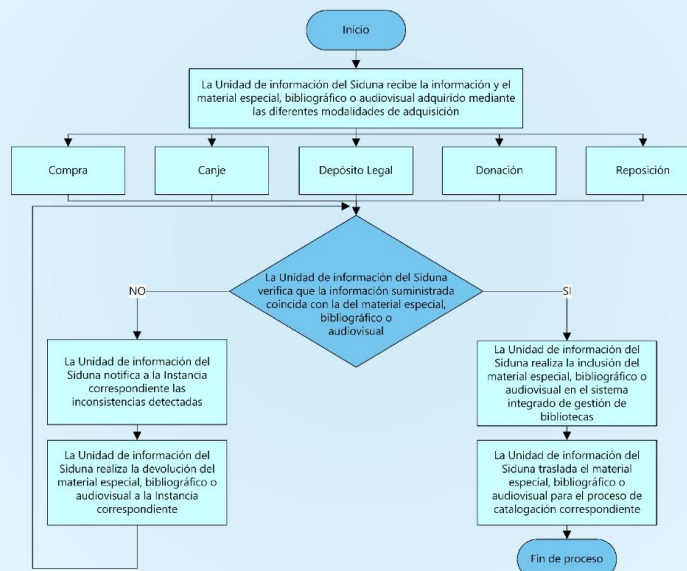 Inicio
La Unidad de información del Siduna recibe la información y el
material especial, bibliográfico o audiovisual adquirido mediante
las diferentes modalidades de adquisición
Compra
Canje
Depósito Legal
Donación
Reposición
La Unidad de información del Siduna
verifica que la información suministrada
coincida con la del material especial,
bibliográfico o
audiovisual
NO
SI
La Unidad de información del
Siduna notifica a la Instancia
correspondiente las
inconsistencias detectadas
La Unidad de información del
Siduna realiza la devolución del
material especial, bibliográfico o
audiovisual a la Instancia
correspondiente
La Unidad de información del
Siduna realiza la inclusión del
material especial, bibliográfico o
audiovisual en el sistema
integrado de gestión de
bibliotecas
La Unidad de información del
Siduna traslada el material
especial, bibliográfico o
audiovisual para el proceso de
catalogación correspondiente
Fin de proceso